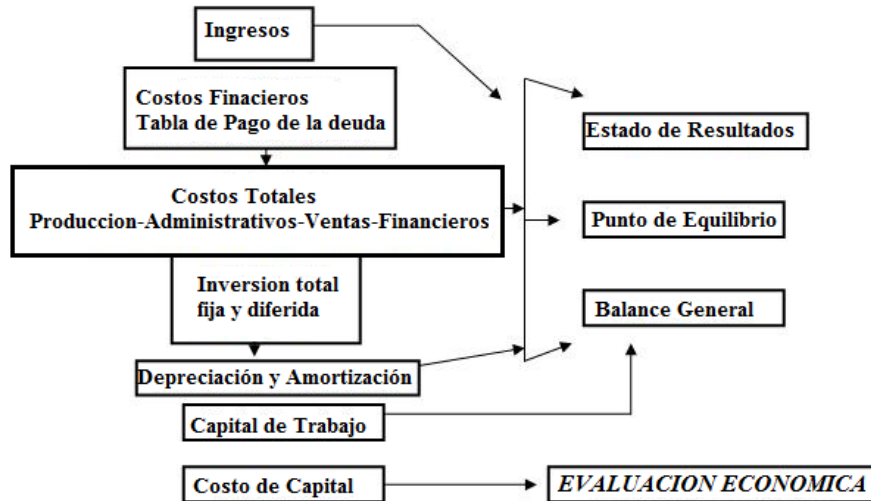 Ingresos
Costos Finacieros
Tabla de Pago de la deuda
Estado de Resultados
Costos Totales
Produccion-Administrativos-Ventas-Financieros
Punto de Equilibrio
Inversion total
fija y diferida
Balance General
Depreciación y Amortización
Capital de Trabajo
Costo de Capital
EVALUACION ECONOMICA